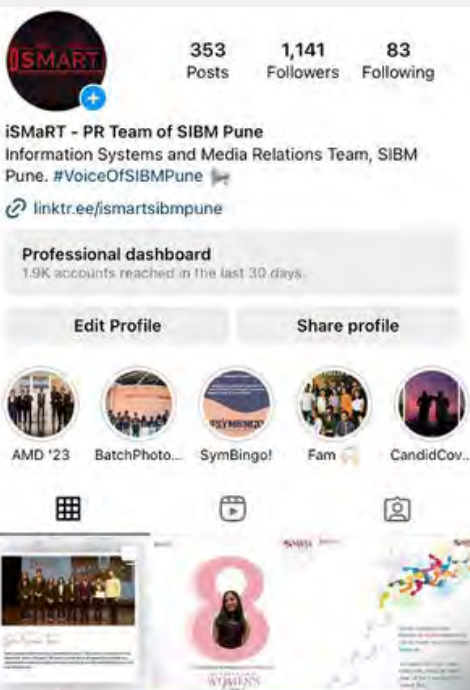 iSMART
353
1,141
83
Posts
Followers
Following
iSMaRT - PR Team of SIBM Pune
Information Systems and Media Relations Team, SIBM
Pune. #VoiceOfSIBMPune
linktr.ee/ismartsibmpune
Professional dashboard
1.9K accounts reached in the last 30 days.
Edit Profile
Share profile
#SYMBINGO
AMD '23
BatchPhoto...
SymBingo!
Fam
CandidCov...
8
WOMEN'S